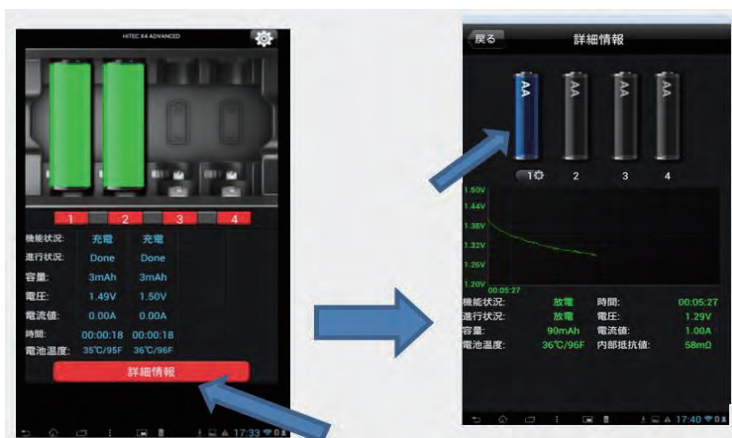 HiTEC X4 ADVANCED
1 2 3 4
機能状況: 充電 充電
進行状況: Done Done
容量: 3mAh 3mAh
電圧: 1.49V 1.50V
電流値: 0.00A 0.00A
時間: 00:00:18 00:00:18
電池温度: 35℃/95F 36℃/96F
詳細情報
17:33
戻る 詳細情報
AA AA AA AA
1 2 3 4
1.50V
1.44V
1.38V
1.32V
1.26V
1.20V 00:05:27
機能状況: 放電 時間: 00:05:27
進行状況: 放電 電圧: 1.29V
容量: 90mAh 電流値: 1.00A
電池温度: 36℃/96F 内部抵抗値: 58mΩ
17:40